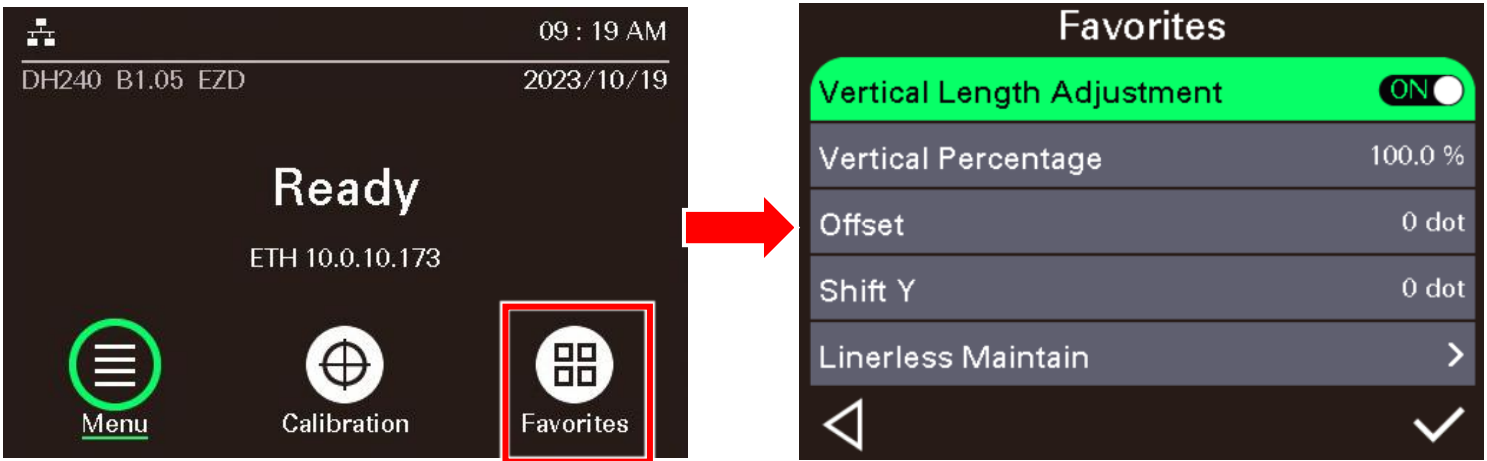 09 : 19 AM
DH240 B1.05 EZD 2023/10/19
Ready
ETH 10.0.10.173
Menu Calibration Favorites
Favorites
Vertical Length Adjustment ON
Vertical Percentage 100.0 %
Offset 0 dot
Shift Y 0 dot
Linerless Maintain